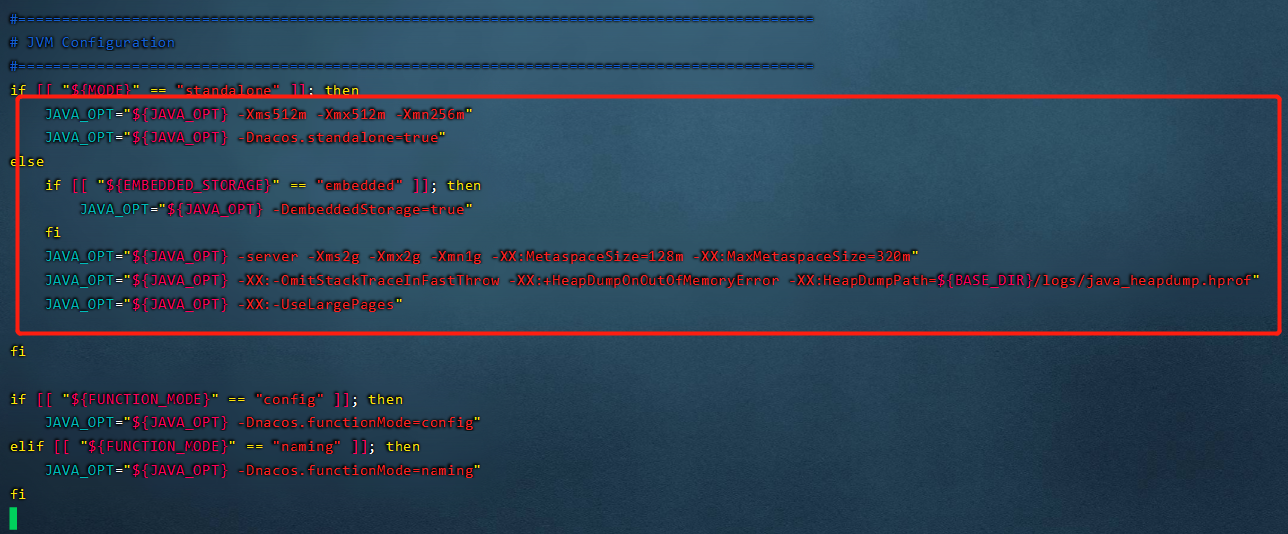 #===========================================================================================
# JVM Configuration
#===========================================================================================
if [[ "${MODE}" == "standalone" ]]; then
    JAVA_OPT="${JAVA_OPT} -Xms512m -Xmx512m -Xmn256m"
    JAVA_OPT="${JAVA_OPT} -Dnacos.standalone=true"
else
    if [[ "${EMBEDDED_STORAGE}" == "embedded" ]]; then
        JAVA_OPT="${JAVA_OPT} -DembeddedStorage=true"
    fi
    JAVA_OPT="${JAVA_OPT} -server -Xms2g -Xmx2g -Xmn1g -XX:MetaspaceSize=128m -XX:MaxMetaspaceSize=320m"
    JAVA_OPT="${JAVA_OPT} -XX:-OmitStackTraceInFastThrow -XX:+HeapDumpOnOutOfMemoryError -XX:HeapDumpPath=${BASE_DIR}/logs/java_heapdump.hprof"
    JAVA_OPT="${JAVA_OPT} -XX:-UseLargePages"
fi
if [[ "${FUNCTION_MODE}" == "config" ]]; then
    JAVA_OPT="${JAVA_OPT} -Dnacos.functionMode=config"
elif [[ "${FUNCTION_MODE}" == "naming" ]]; then
    JAVA_OPT="${JAVA_OPT} -Dnacos.functionMode=naming"
fi